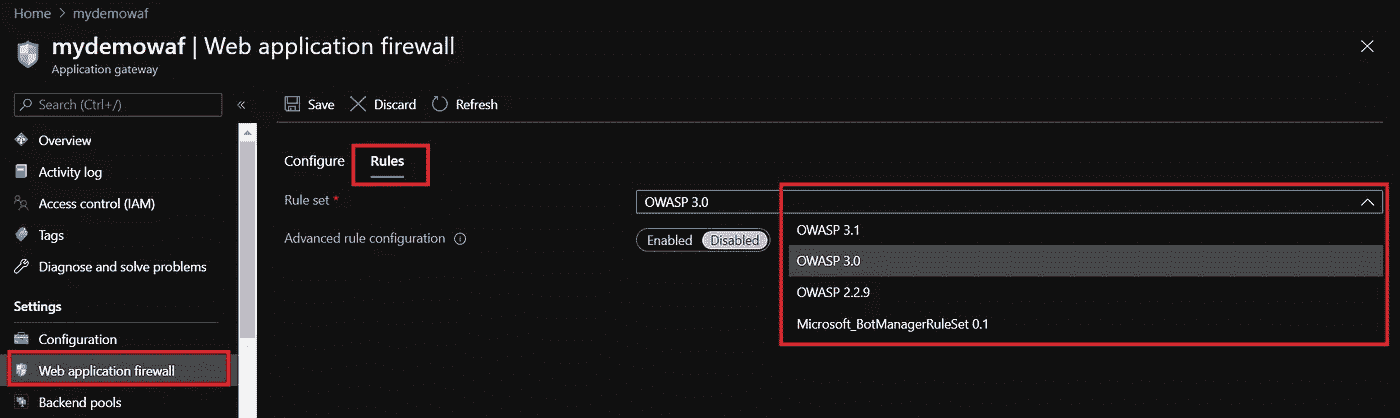 Home > mydemowaf
mydemowaf | Web application firewall
Application gateway
Search (Ctrl+/)
«
Overview
Activity log
Access control (IAM)
Tags
Diagnose and solve problems
Settings
Configuration
Web application firewall
Backend pools
Save Discard Refresh
Configure Rules
Rule set *
OWASP 3.0
Advanced rule configuration
Enabled Disabled
OWASP 3.1
OWASP 3.0
OWASP 2.2.9
Microsoft_BotManagerRuleSet 0.1